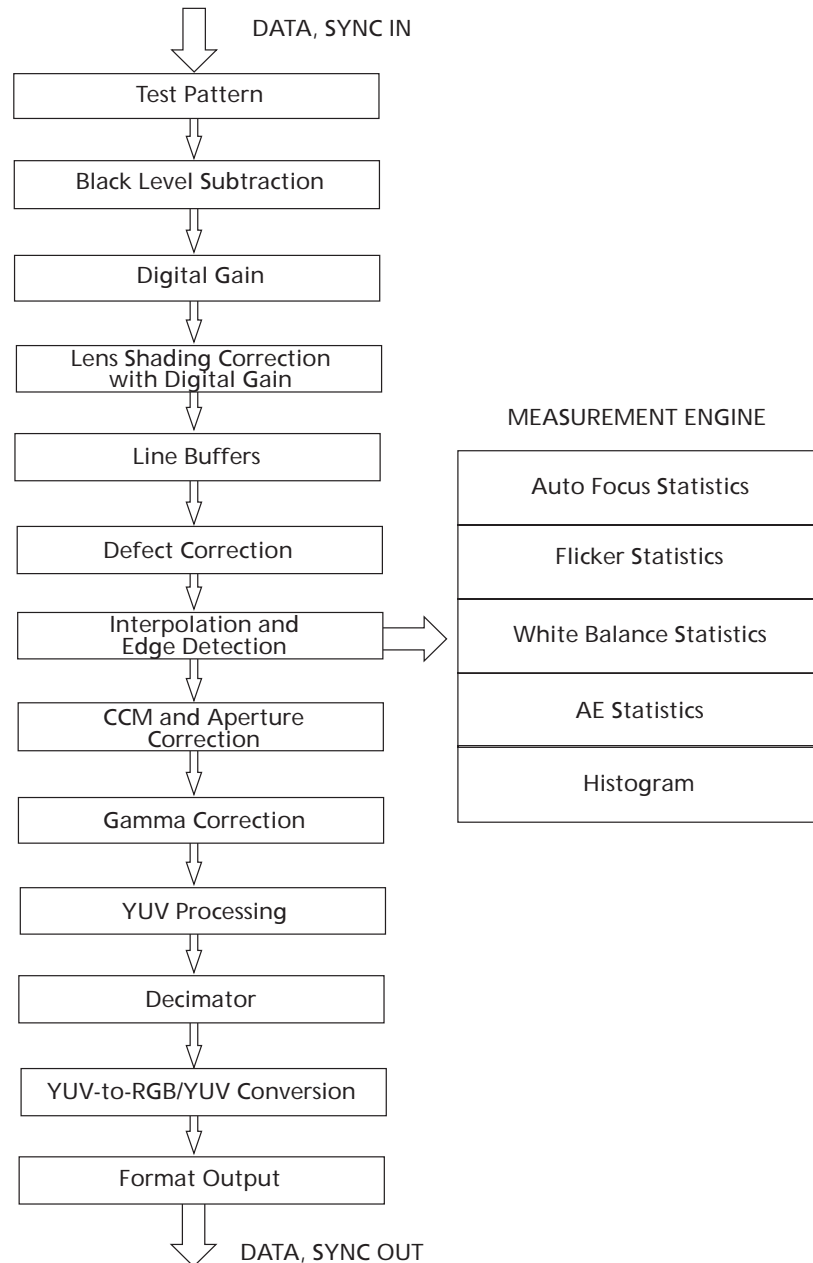 DATA, SYNC IN
Test Pattern
Black Level Subtraction
Digital Gain
Lens Shading Correction
with Digital Gain
Line Buffers
Defect Correction
Interpolation and
Edge Detection
CCM and Aperture
Correction
Gamma Correction
YUV Processing
Decimator
YUV-to-RGB/YUV Conversion
Format Output
DATA, SYNC OUT
MEASUREMENT ENGINE
Auto Focus Statistics
Flicker Statistics
White Balance Statistics
AE Statistics
Histogram